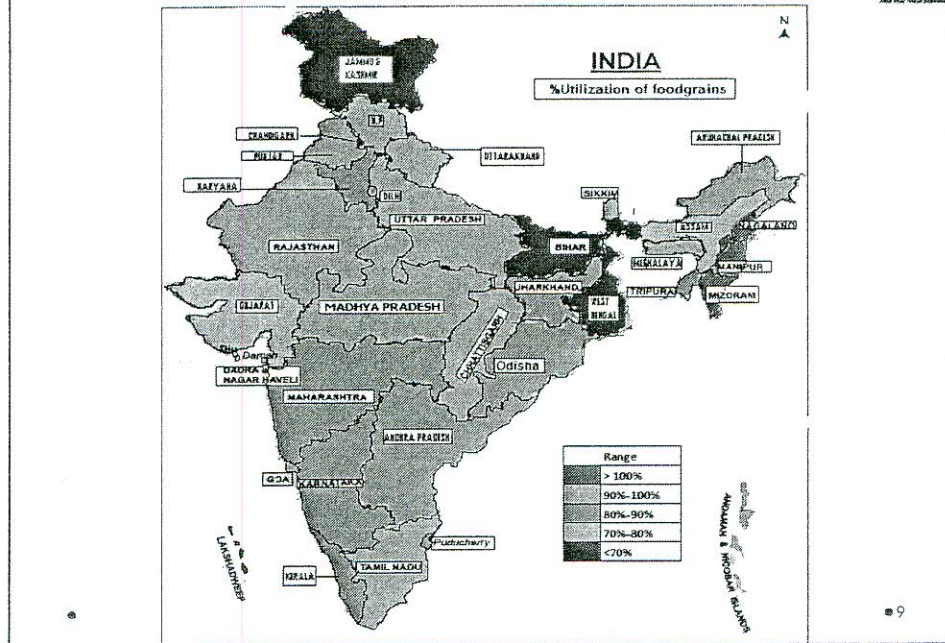 N
INDIA
%Utilization of foodgrains
JAMMU &
KASHMIR
H.P
CHANDIGARH
PUNJAB
UTTARAKHAND
ARUNACHAL PRADESH
HARYANA
DELHI
SIKKIM
UTTAR PRADESH
ASSAM
NAGALAND
RAJASTHAN
BIHAR
MEGHALAYA
MANIPUR
JHARKHAND
TRIPURA
MIZORAM
GUJARAT
MADHYA PRADESH
WEST
BENGAL
CHHATTISGARH
Diu
Daman
Odisha
DADRA &
NAGAR HAVELI
MAHARASHTRA
ANDHRA PRADESH
Range
> 100%
90%-100%
80%-90%
70%-80%
<70%
GOA
KARNATAKA
ANDAMAN & NICOBAR ISLANDS
LAKSHADWEEP
Puducherry
KERALA
TAMIL NADU
9